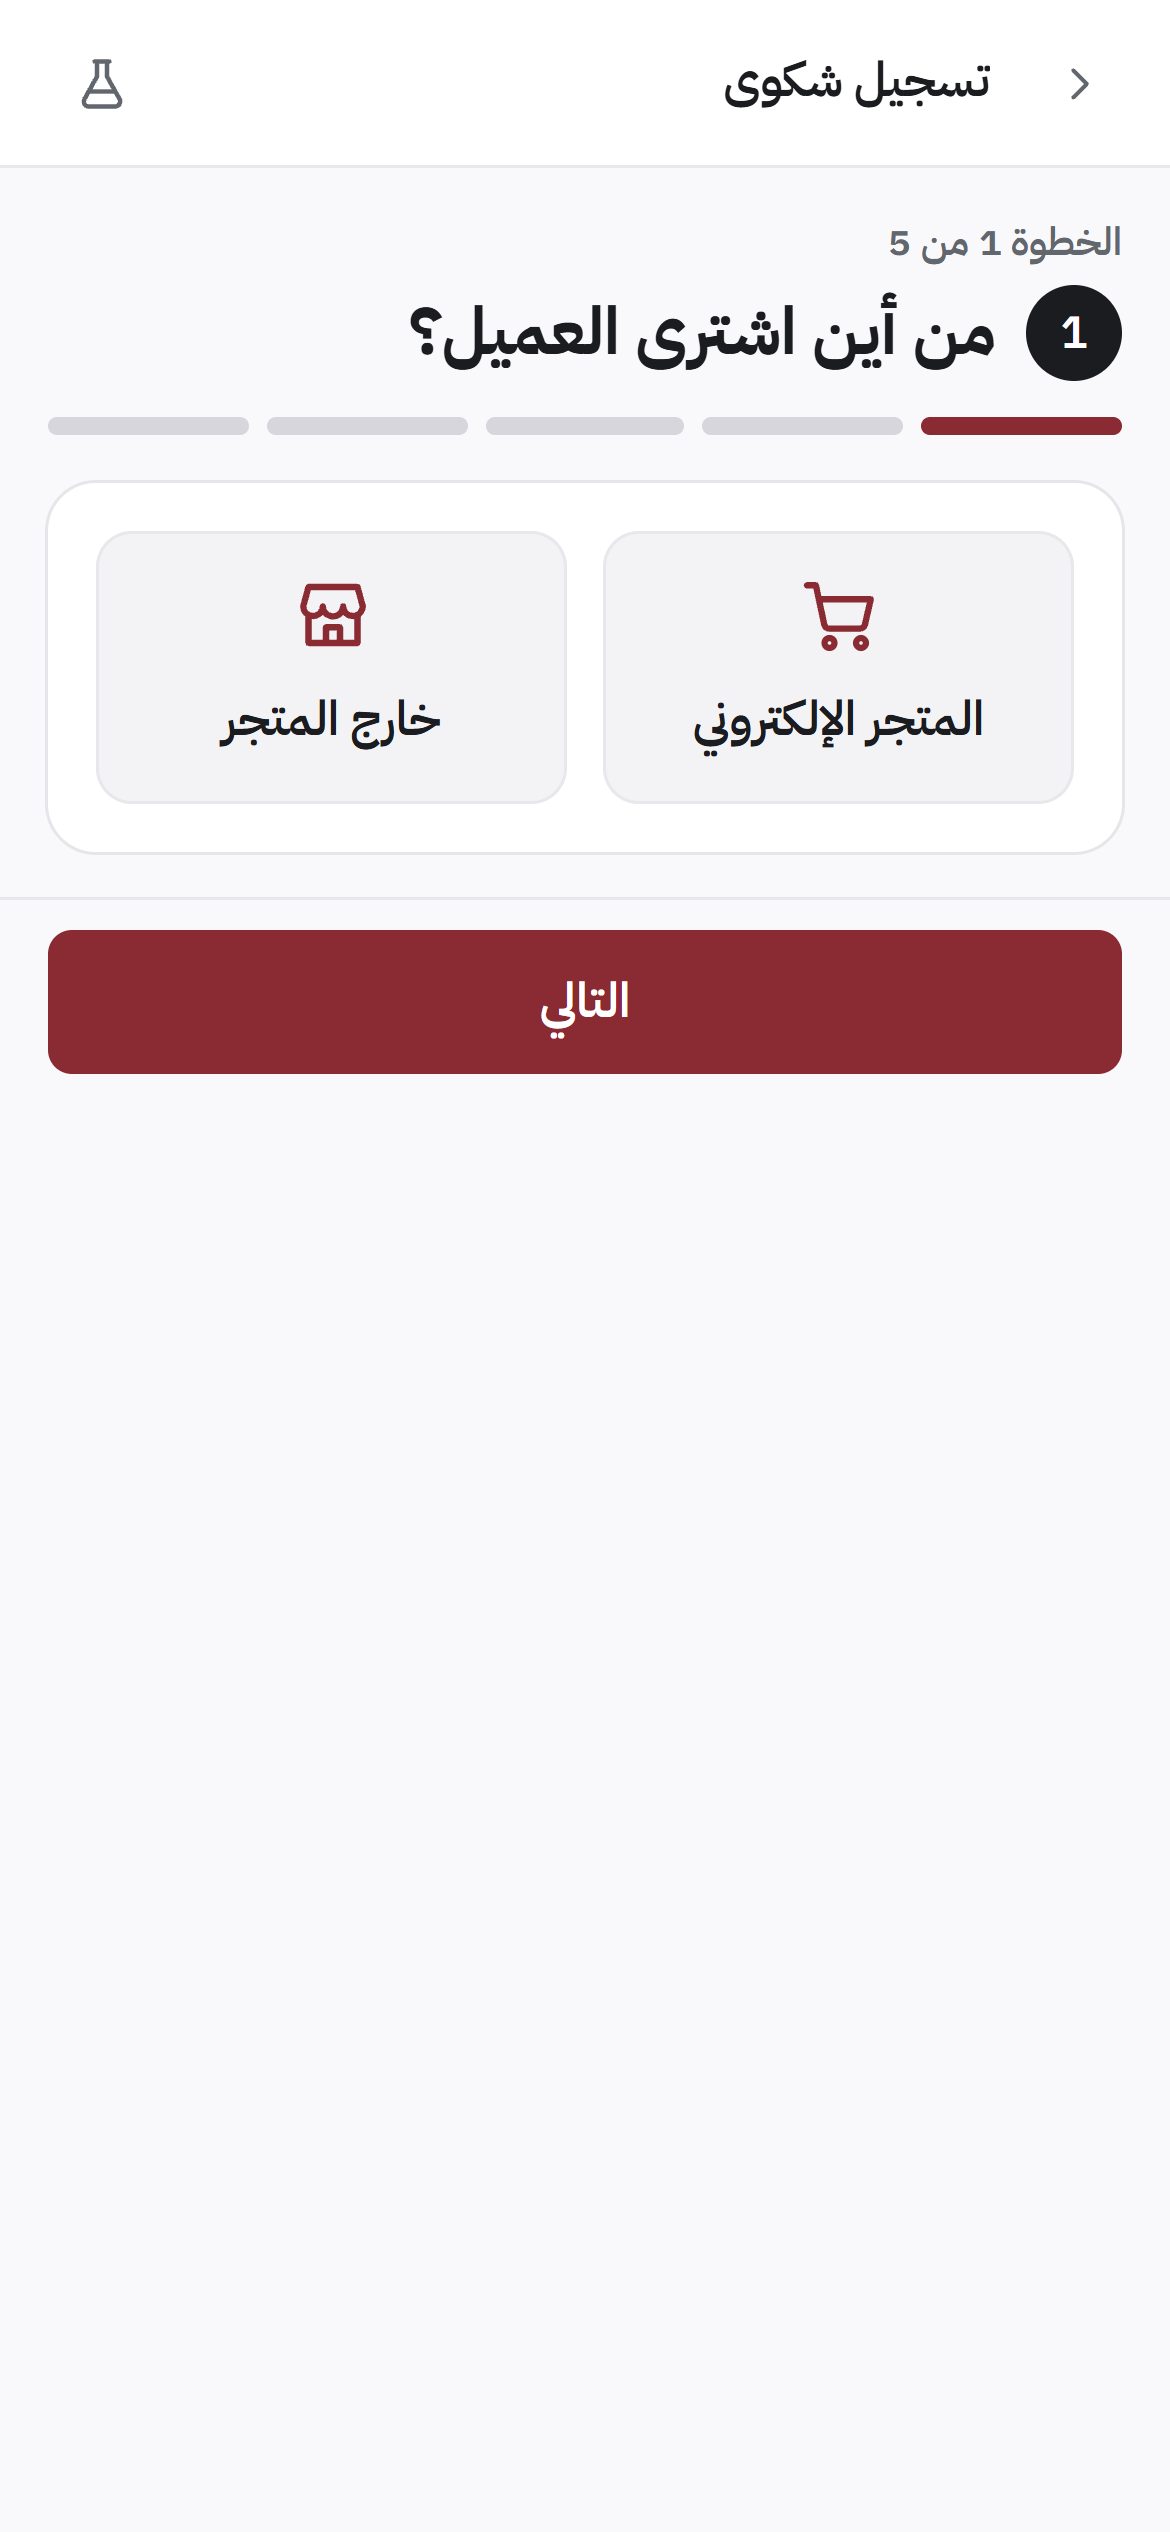 تسجيل شكوى
الخطوة 1 من 5
1
من أين اشترى العميل؟
المتجر الإلكتروني
خارج المتجر
التالي